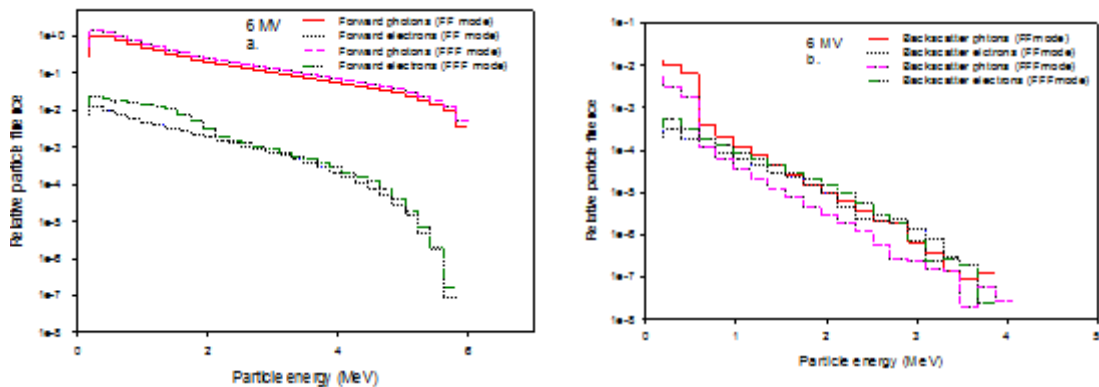 6 MV
a.
Forward photons (FF mode)
Forward electrons (FF mode)
Forward photons (FFF mode)
Forward electrons (FFF mode)
Relative particle fluence
1e+0
1e-1
1e-2
1e-3
1e-4
1e-5
1e-6
1e-7
1e-8
0 2 4 6
Particle energy (MeV)
6 MV
b.
Backscatter phtons (FFmode)
Backscatter elctrons (FF mode)
Backscatter photons (FFFmode)
Backscatter electrons (FFFmode)
Relative particle fluence
1e-1
1e-2
1e-3
1e-4
1e-5
1e-6
1e-7
1e-8
0 1 2 3 4 5
Particle energy (MeV)